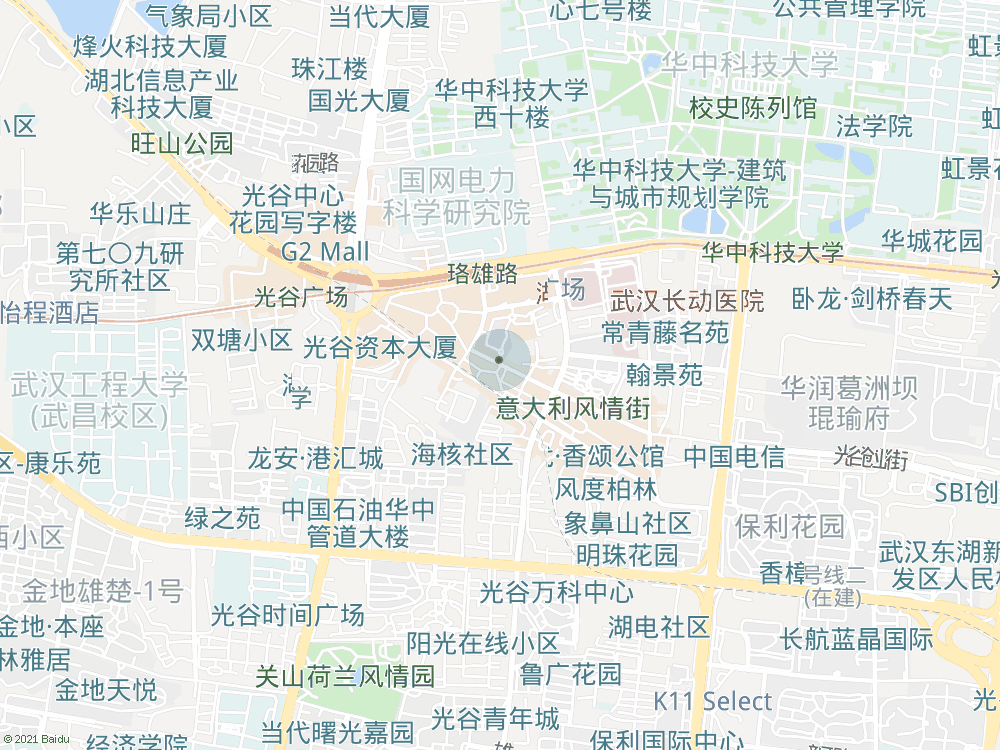 气象局小区
当代大厦
心七号楼
公共管理学院
烽火科技大厦
虹景
湖北信息产业
科技大厦
珠江楼
国光大厦
华中科技大学
西十楼
华中科技大学
校史陈列馆
法学院
虹
小区
旺山公园
国网电力
科学研究院
华中科技大学-建筑
与城市规划学院
虹景花
光谷中心
花园写字楼
华乐山庄
G2 Mall
第七〇九研
究所社区
珞雄路
华中科技大学
华城花园
光谷广场
广场
武汉长动医院
卧龙·剑桥春天
光
怡程酒店
双塘小区
光谷资本大厦
常青藤名苑
武汉工程大学
(武昌校区)
学
翰景苑
华润葛洲坝
琨瑜府
意大利风情街
区-康乐苑
龙安·港汇城
海核社区
香颂公馆
中国电信
光创街
风度柏林
SBI创
绿之苑
中国石油华中
管道大楼
象鼻山社区
保利花园
西小区
明珠花园
武汉东湖新
发区人民
香樟
号线二
(在建)
金地雄楚-1号
光谷万科中心
光谷时间广场
金地·本座
阳光在线小区
湖电社区
长航蓝晶国际
林雅居
关山荷兰风情园
鲁广花园
金地天悦
K11 Select
光
光谷青年城
当代曙光嘉园
经济学院
保利国际中心
© 2021 Baidu